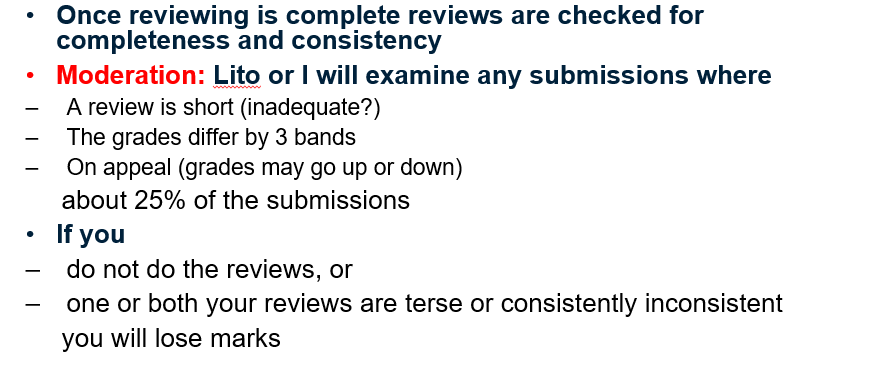 • Once reviewing is complete reviews are checked for
completeness and consistency
• Moderation: Lito or I will examine any submissions where
– A review is short (inadequate?)
– The grades differ by 3 bands
– On appeal (grades may go up or down)
about 25% of the submissions
• If you
– do not do the reviews, or
– one or both your reviews are terse or consistently inconsistent
you will lose marks